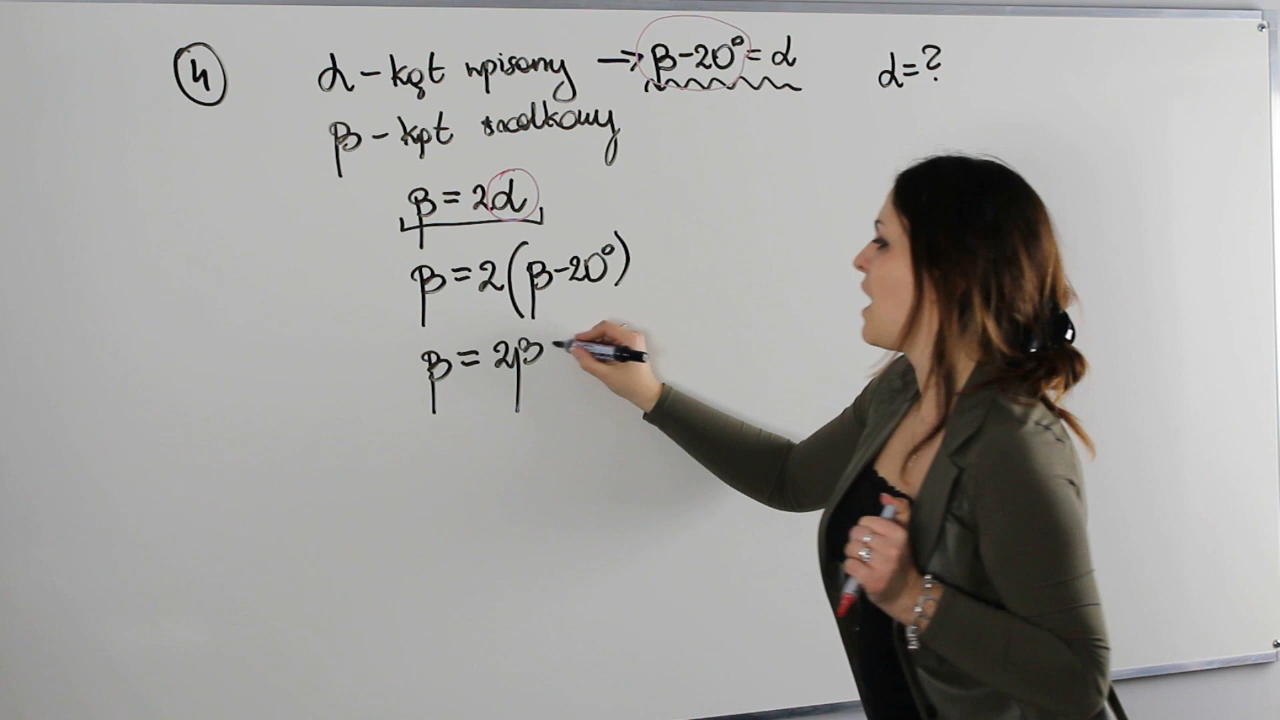 ④ α - kąt wpisany → β-20° = α α = ?
β - kąt środkowy
β = 2α
β = 2(β-20°)
β = 2β